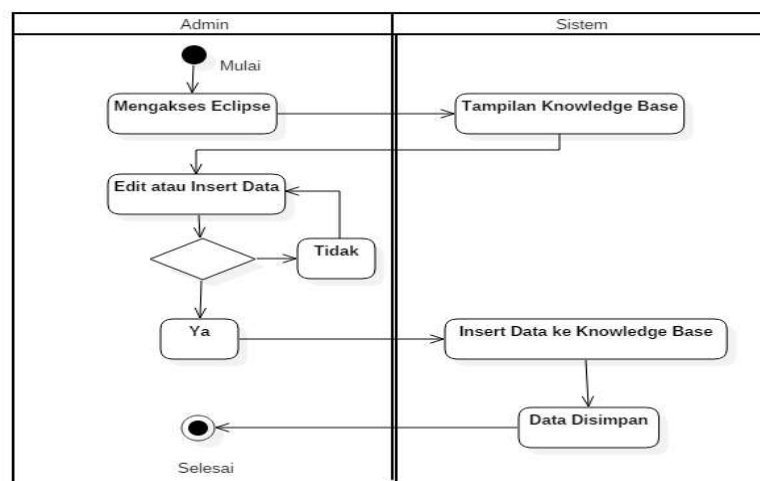 Admin
Sistem
Mulai
Mengakses Eclipse
Tampilan Knowledge Base
Edit atau Insert Data
Tidak
Ya
Insert Data ke Knowledge Base
Data Disimpan
Selesai